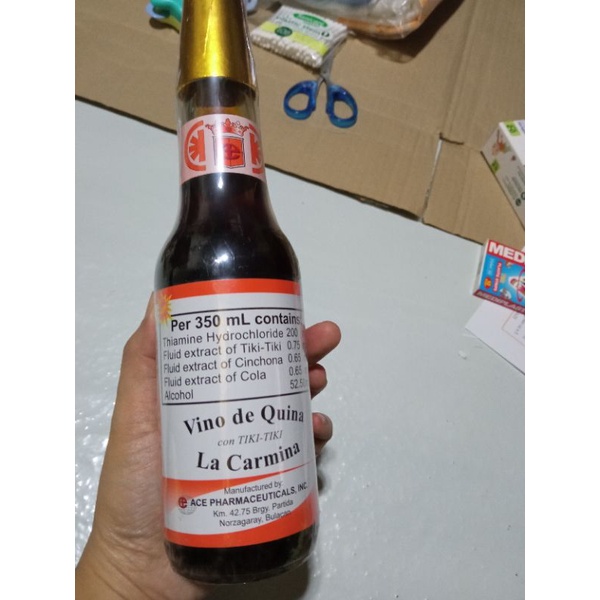 Per 350 mL contains:
Thiamine Hydrochloride 200
Fluid extract of Tiki-Tiki 0.75
Fluid extract of Cinchona 0.65
Fluid extract of Cola 0.65
Alcohol 52.5
Vino de Quina
con TIKI-TIKI
La Carmina
Manufactured by:
ACE PHARMACEUTICALS, INC.
Km. 42.75 Brgy. Partida
Norzagaray, Bulacan
MED
MEDIPLAST